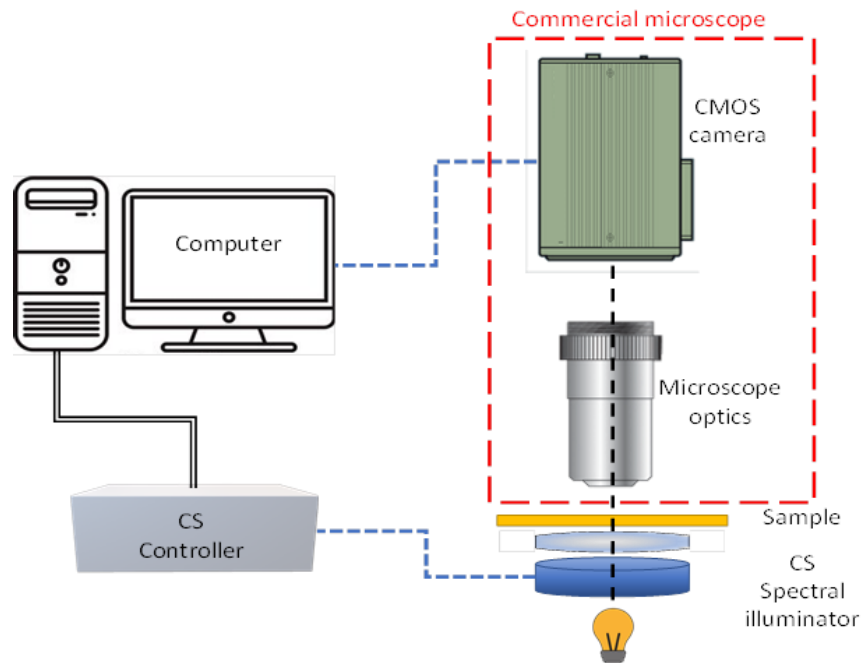 Commercial microscope
CMOS
camera
Computer
Microscope
optics
CS
Controller
Sample
CS
Spectral
illuminator